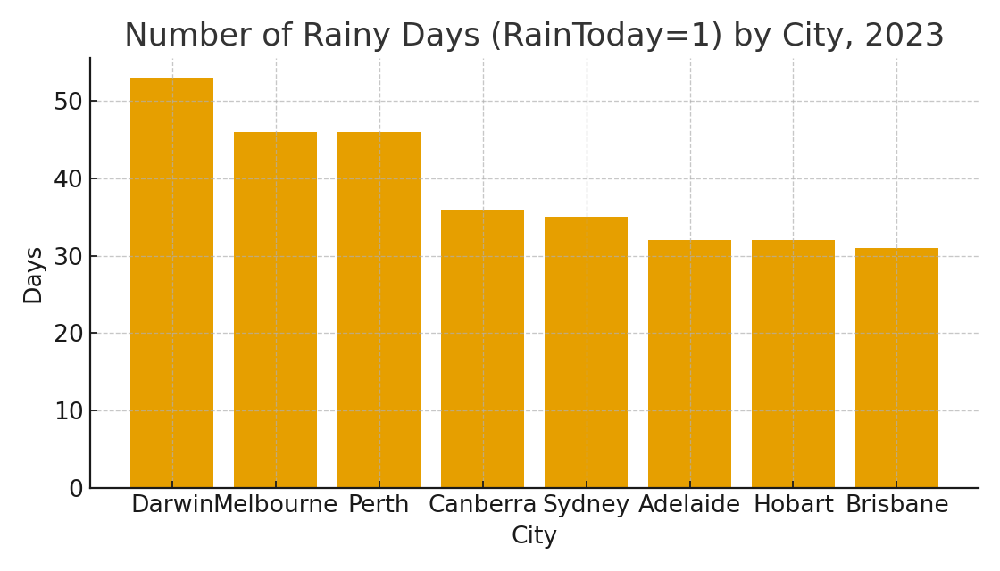 Number of Rainy Days (RainToday=1) by City, 2023
Days
50
40
30
20
10
0
Darwin Melbourne Perth Canberra Sydney Adelaide Hobart Brisbane
City